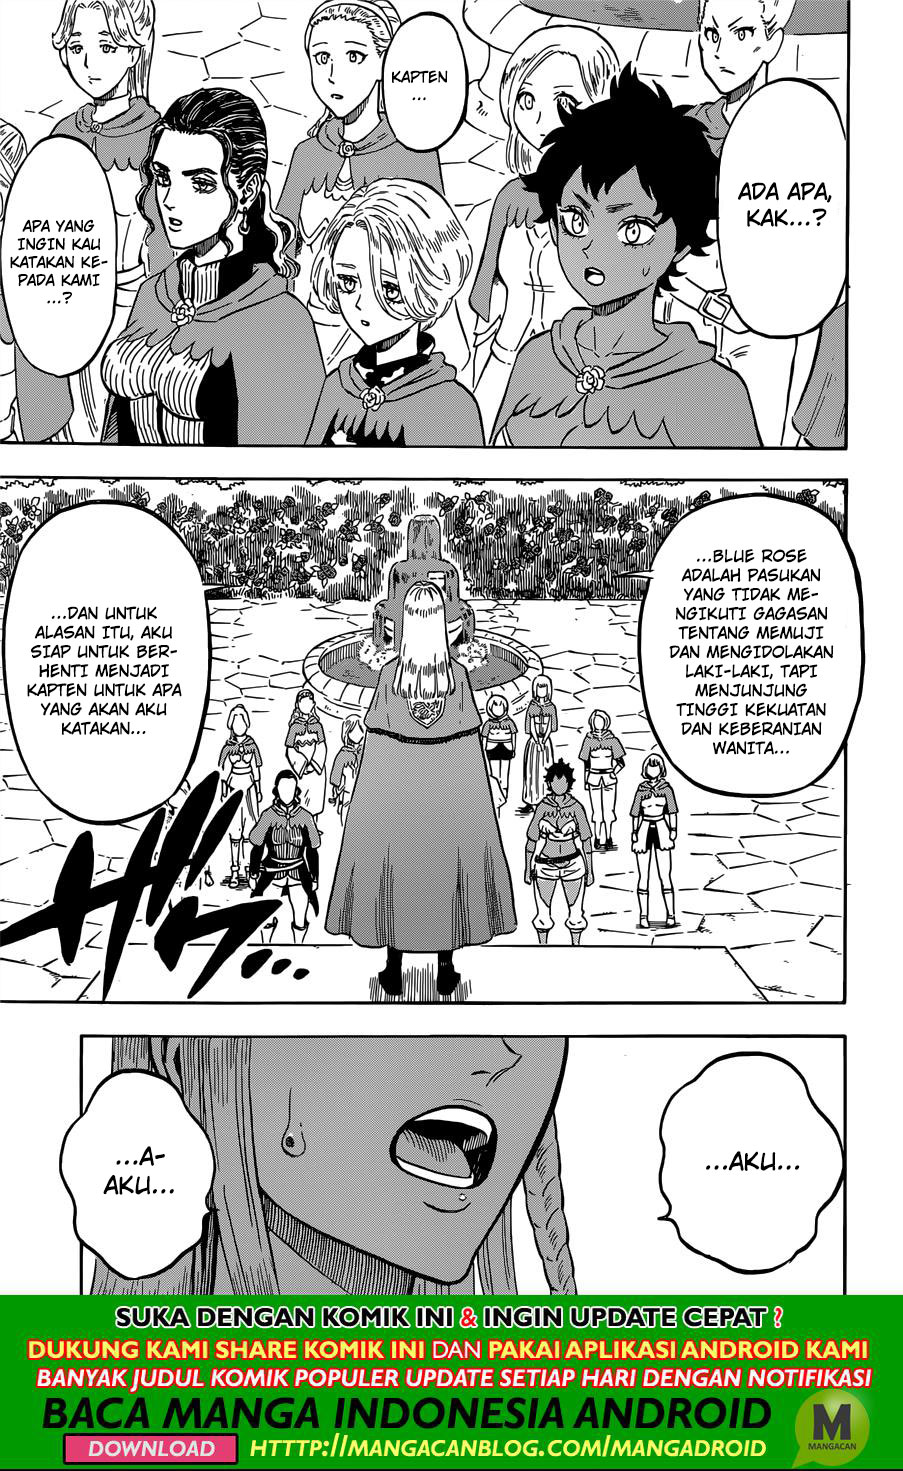 ADA APA,
KAK...?
KAPTEN
...
APA YANG
INGIN KAU
KATAKAN KE-
PADA KAMI
...?
...BLUE ROSE
ADALAH PASUKAN
YANG TIDAK ME-
NGIKUTI GAGASAN
TENTANG MEMUJI
DAN MENGIDOLAKAN
LAKI-LAKI, TAPI
MENJUNJUNG
TINGGI KEKUATAN
DAN KEBERANIAN
WANITA...
...DAN UNTUK
ALASAN ITU, AKU
SIAP UNTUK BER-
HENTI MENJADI
KAPTEN UNTUK APA
YANG AKAN AKU
KATAKAN...
ザワ...
...AKU...
...A-
AKU...
SUKA DENGAN KOMIK INI & INGIN UPDATE CEPAT ?
DUKUNG KAMI SHARE KOMIK INI DAN PAKAI APLIKASI ANDROID KAMI
BANYAK JUDUL KOMIK POPULER UPDATE SETIAP HARI DENGAN NOTIFIKASI
BACA MANGA INDONESIA ANDROID
M
MANGACAN
DOWNLOAD HTTTP://MANGACANBLOG.COM/MANGADROID